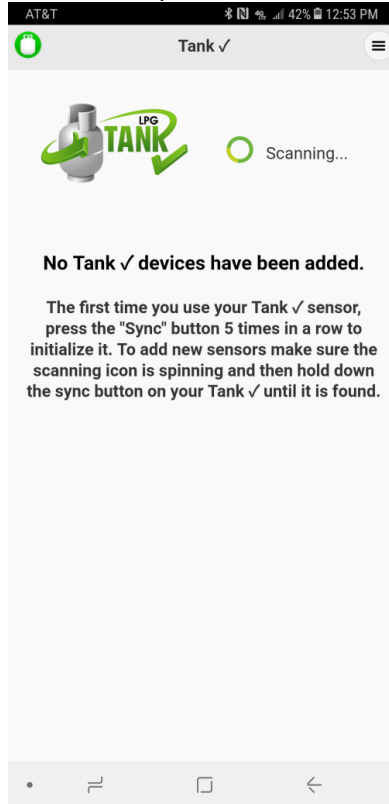 AT&T 42% 12:53 PM
Tank ✓
LPG
TANK
Scanning...
No Tank ✓ devices have been added.
The first time you use your Tank ✓ sensor,
press the "Sync" button 5 times in a row to
initialize it. To add new sensors make sure the
scanning icon is spinning and then hold down
the sync button on your Tank ✓ until it is found.